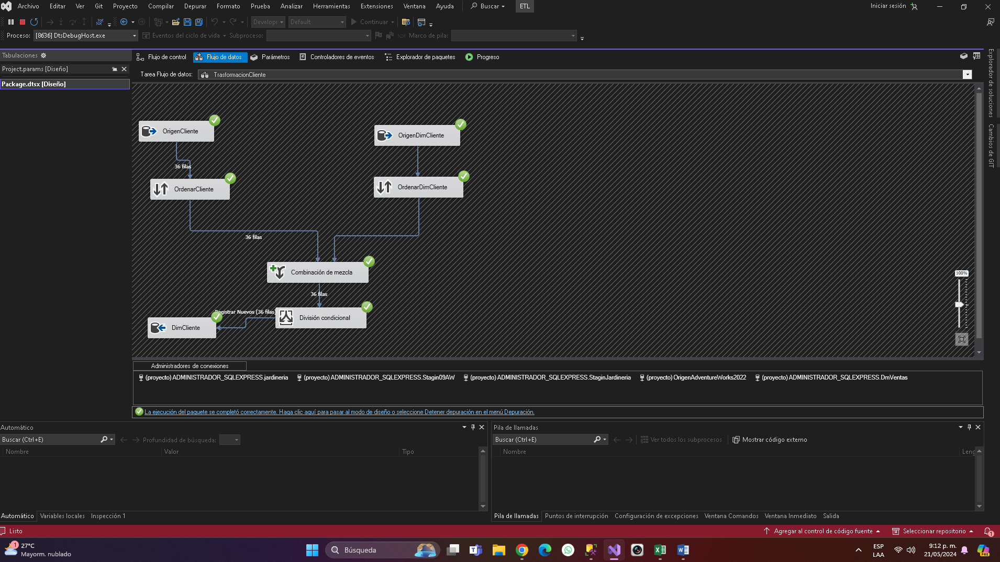 Archivo Editar Ver Git Proyecto Compilar Depurar Formato Prueba Analizar Herramientas Extensiones Ventana Ayuda Buscar ETL Iniciar sesión
Developi Default Continuar
Proceso: [8636] DtsDebugHost.exe Eventos del ciclo de vida Subproceso: Marco de pila:
Tabulaciones
Project.params [Diseño]
Package.dtsx [Diseño]
Flujo de control Flujo de datos Parámetros Controladores de eventos Explorador de paquetes Progreso
Tarea Flujo de datos: TrasformacionCliente
Explorador de soluciones
Cambios de GIT
OrigenCliente
OrigenDimCliente
36 filas
OrdenarCliente
OrdenarDimCliente
36 filas
Combinación de mezcla
36 filas
Registrar Nuevos (36 filas)
División condicional
DimCliente
100%
Administradores de conexiones
(proyecto) ADMINISTRADOR_SQLEXPRESS.jardineria (proyecto) ADMINISTRADOR_SQLEXPRESS.Stagin09AW (proyecto) ADMINISTRADOR_SQLEXPRESS.StaginJardineria (proyecto) OrigenAdventureWorks2022 (proyecto) ADMINISTRADOR_SQLEXPRESS.DmVentas
La ejecución del paquete se completó correctamente. Haga clic aquí para pasar al modo de diseño o seleccione Detener depuración en el menú Depuración.
Automático
Buscar (Ctrl+E) Profundidad de búsqueda:
Nombre Valor Tipo
Automático Variables locales Inspección 1
Pila de llamadas
Buscar (Ctrl+E) Ver todos los subprocesos Mostrar código externo
Nombre Leng
Pila de llamadas Puntos de interrupción Configuración de excepciones Ventana Comandos Ventana Inmediato Salida
Listo Agregar al control de código fuente Seleccionar repositorio 1
1 27°C
Mayorm. nublado
Búsqueda
ESP
LAA
9:12 p. m.
21/05/2024
PRE